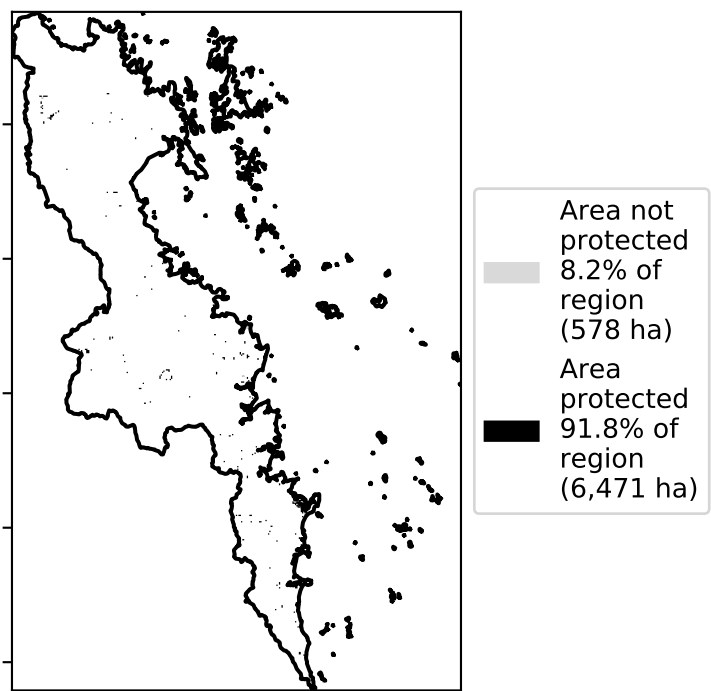 Area not
protected
8.2% of
region
(578 ha)
Area
protected
91.8% of
region
(6,471 ha)